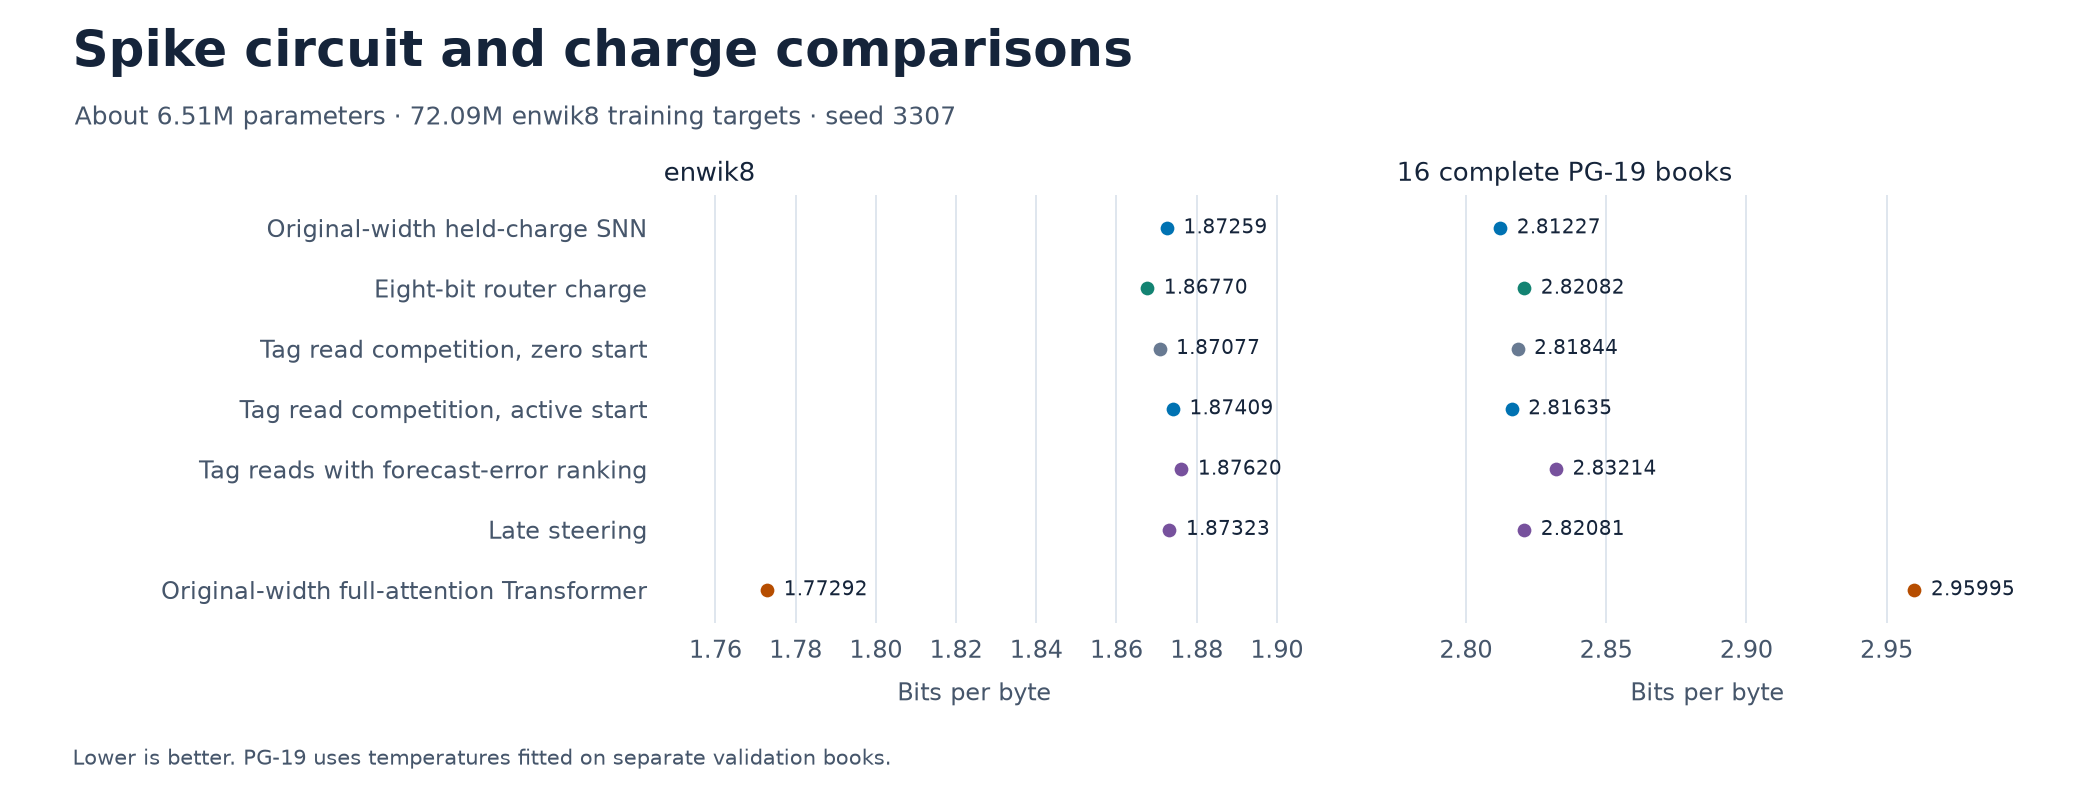 Spike circuit and charge comparisons
About 6.51M parameters · 72.09M enwik8 training targets · seed 3307
enwik8
16 complete PG-19 books
Original-width held-charge SNN 1.87259 2.81227
Eight-bit router charge 1.86770 2.82082
Tag read competition, zero start 1.87077 2.81844
Tag read competition, active start 1.87409 2.81635
Tag reads with forecast-error ranking 1.87620 2.83214
Late steering 1.87323 2.82081
Original-width full-attention Transformer 1.77292 2.95995
1.76 1.78 1.80 1.82 1.84 1.86 1.88 1.90 2.80 2.85 2.90 2.95
Bits per byte
Bits per byte
Lower is better. PG-19 uses temperatures fitted on separate validation books.